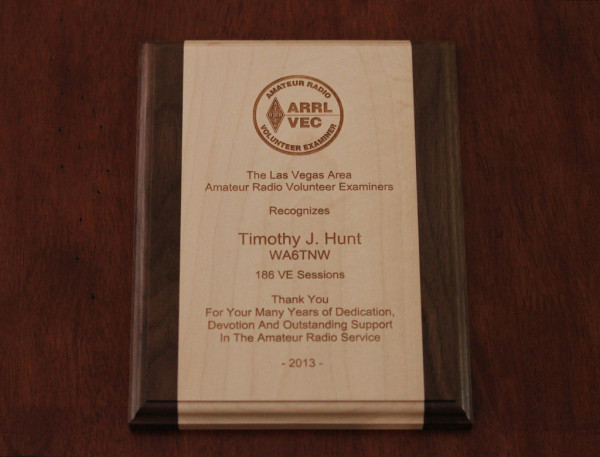 AMATEUR RADIO
ARRL
VEC
VOLUNTEER EXAMINER
The Las Vegas Area
Amateur Radio Volunteer Examiners
Recognizes
Timothy J. Hunt
WA6TNW
186 VE Sessions
Thank You
For Your Many Years of Dedication,
Devotion And Outstanding Support
In The Amateur Radio Service
- 2013 -